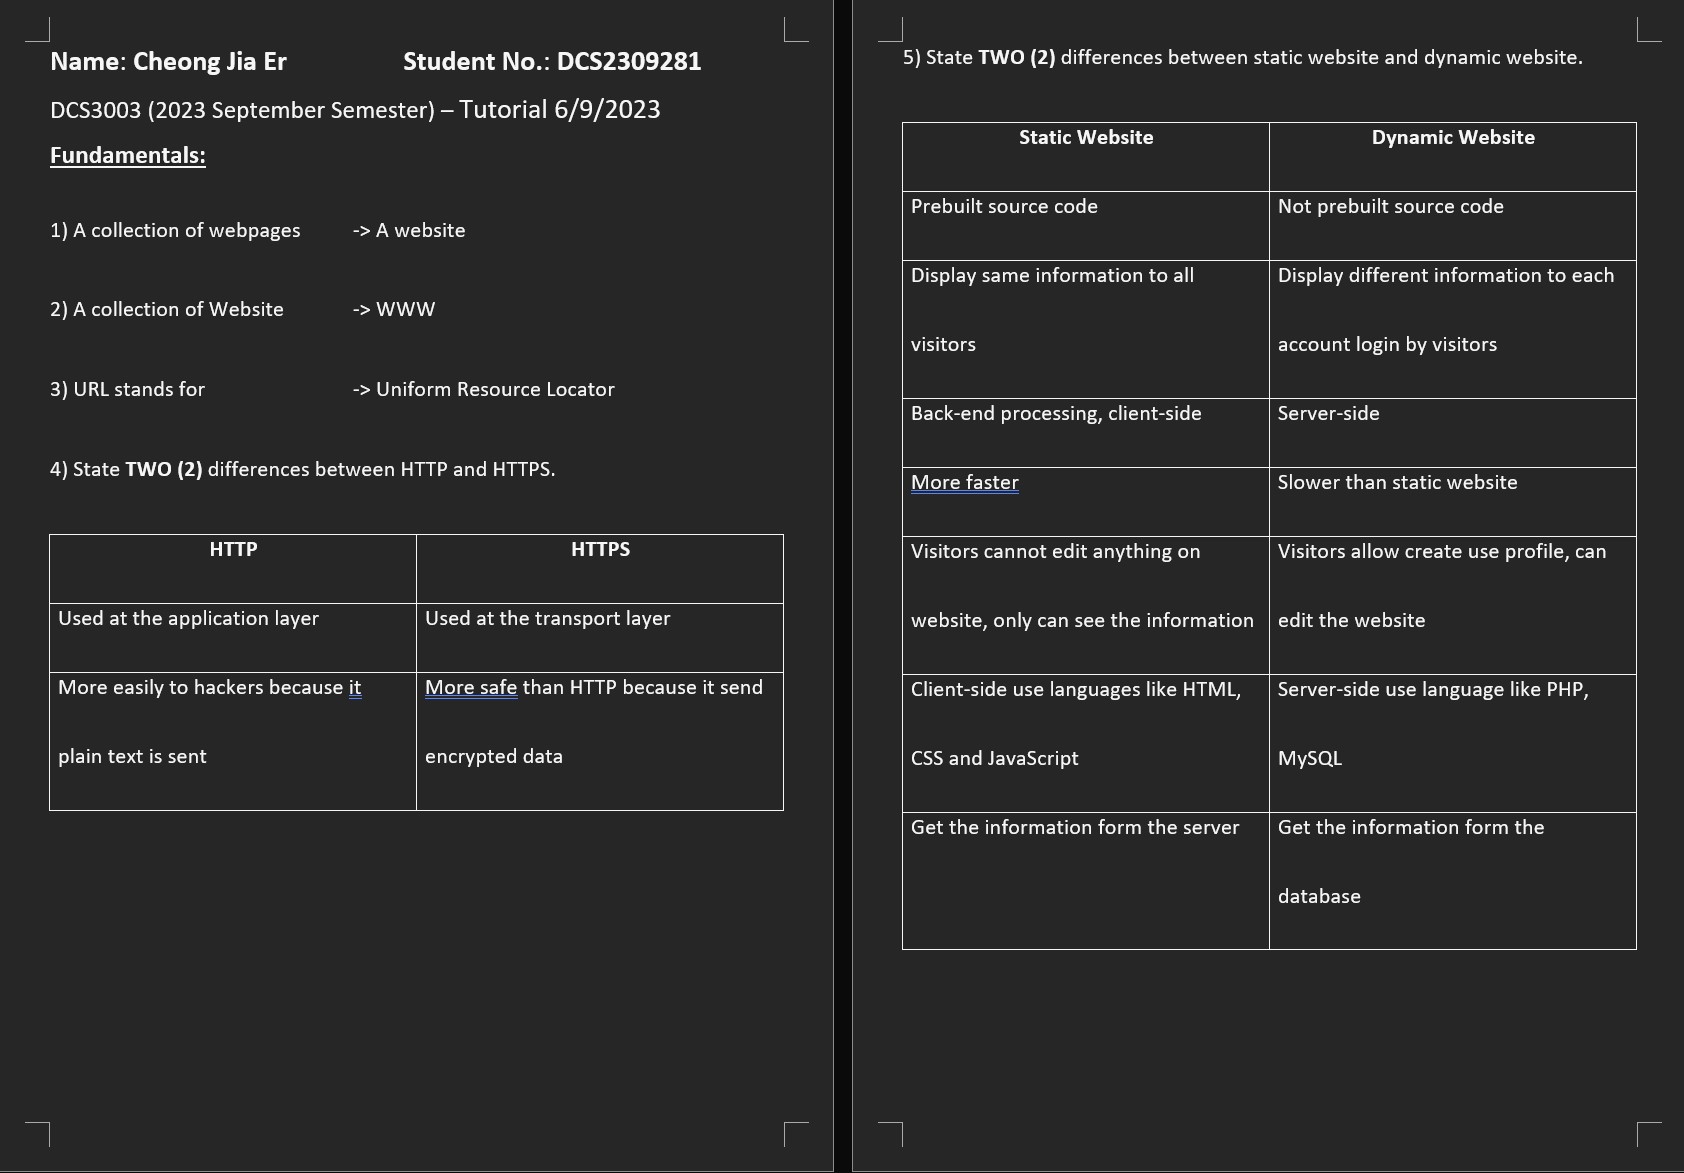 Name: Cheong Jia Er Student No.: DCS2309281
DCS3003 (2023 September Semester) – Tutorial 6/9/2023
Fundamentals:
1) A collection of webpages -> A website
2) A collection of Website -> WWW
3) URL stands for -> Uniform Resource Locator
4) State TWO (2) differences between HTTP and HTTPS.
HTTP HTTPS
Used at the application layer Used at the transport layer
More easily to hackers because it More safe than HTTP because it send
plain text is sent encrypted data
5) State TWO (2) differences between static website and dynamic website.
Static Website Dynamic Website
Prebuilt source code Not prebuilt source code
Display same information to all Display different information to each
visitors account login by visitors
Back-end processing, client-side Server-side
More faster Slower than static website
Visitors cannot edit anything on Visitors allow create use profile, can
website, only can see the information edit the website
Client-side use languages like HTML, Server-side use language like PHP,
CSS and JavaScript MySQL
Get the information form the server Get the information form the
database